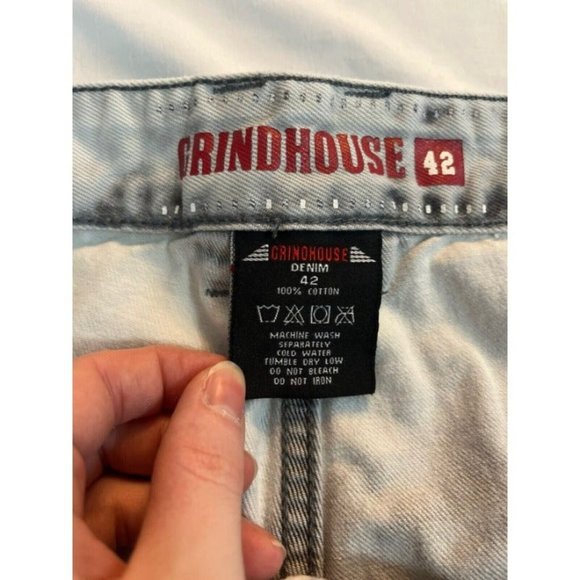 GRINDHOUSE 42
GRINDHOUSE
DENIM
42
100% COTTON
MACHINE WASH
SEPARATELY
COLD WATER
TUMBLE DRY LOW
DO NOT BLEACH
DO NOT IRON